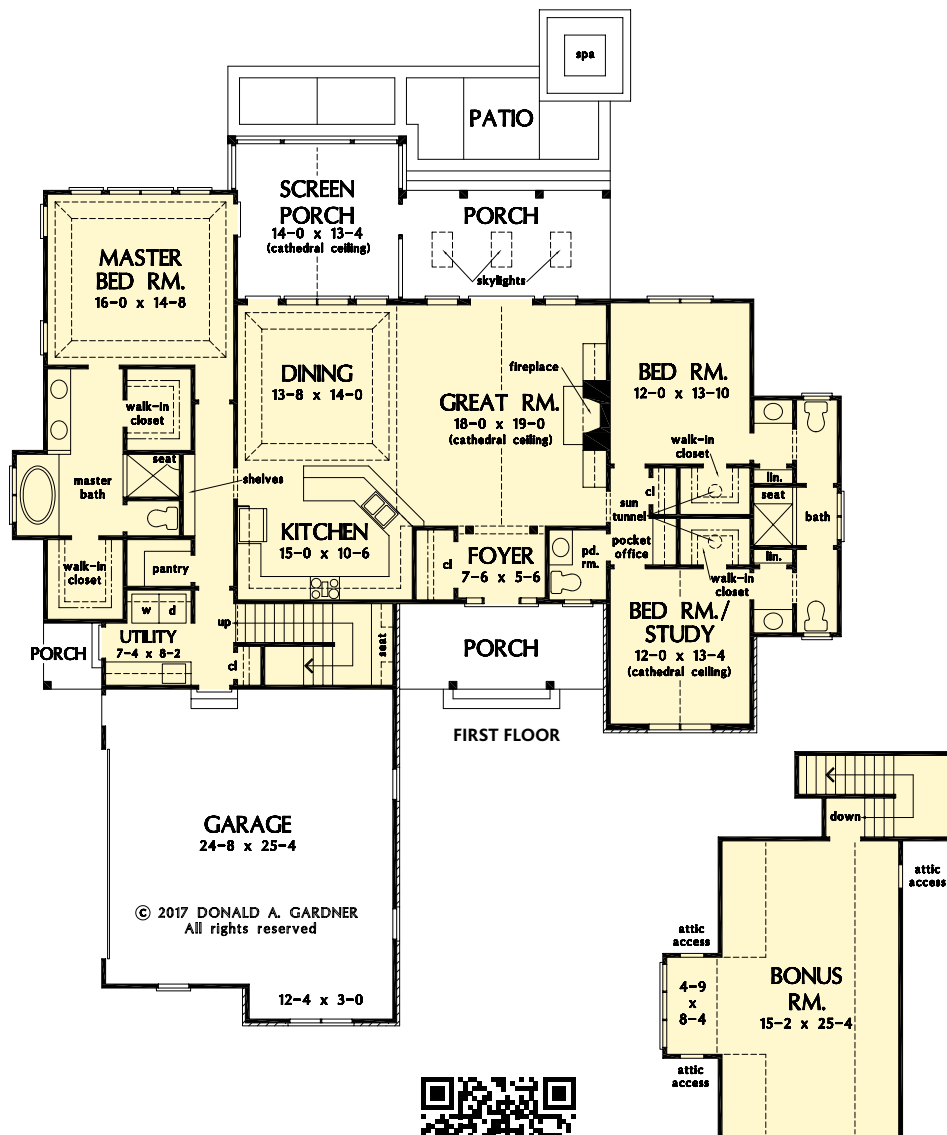 spa
PATIO
SCREEN
PORCH
14-0 x 13-4
(cathedral ceiling)
PORCH
skylights
MASTER
BED RM.
16-0 x 14-8
DINING
13-8 x 14-0
fireplace
GREAT RM.
18-0 x 19-0
(cathedral ceiling)
BED RM.
12-0 x 13-10
walk-in
closet
walk-in
closet
seat
master
bath
shelves
lin.
seat
cl
sun
tunnel
bath
KITCHEN
15-0 x 10-6
pocket
office
FOYER
7-6 x 5-6
cl
pd.
rm.
lin.
walk-in
closet
pantry
walk-in
closet
w d
UTILITY
7-4 x 8-2
up
seat
cl
PORCH
PORCH
BED RM./
STUDY
12-0 x 13-4
(cathedral ceiling)
FIRST FLOOR
GARAGE
24-8 x 25-4
© 2017 DONALD A. GARDNER
All rights reserved
12-4 x 3-0
down
attic
access
attic
access
4-9
x
8-4
BONUS
RM.
15-2 x 25-4
attic
access